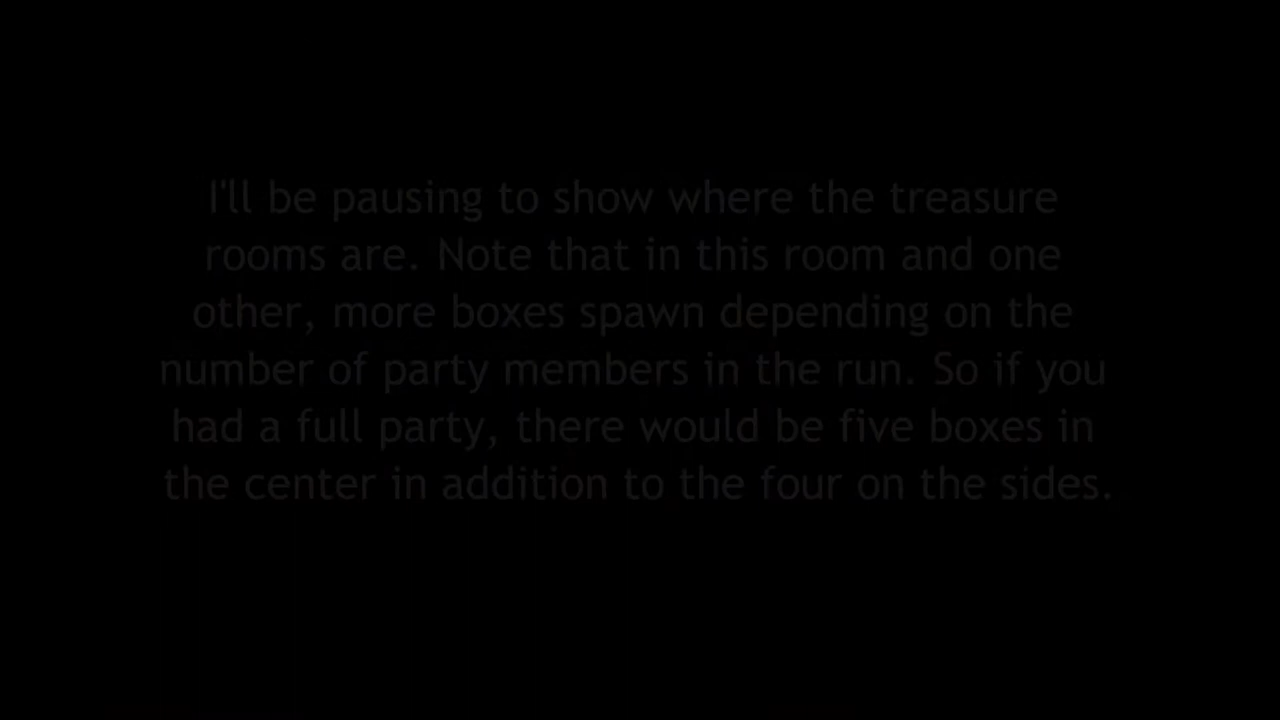 I'll be pausing to show where the treasure
rooms are. Note that in this room and one
other, more boxes spawn depending on the
number of party members in the run. So if you
had a full party, there would be five boxes in
the center in addition to the four on the sides.